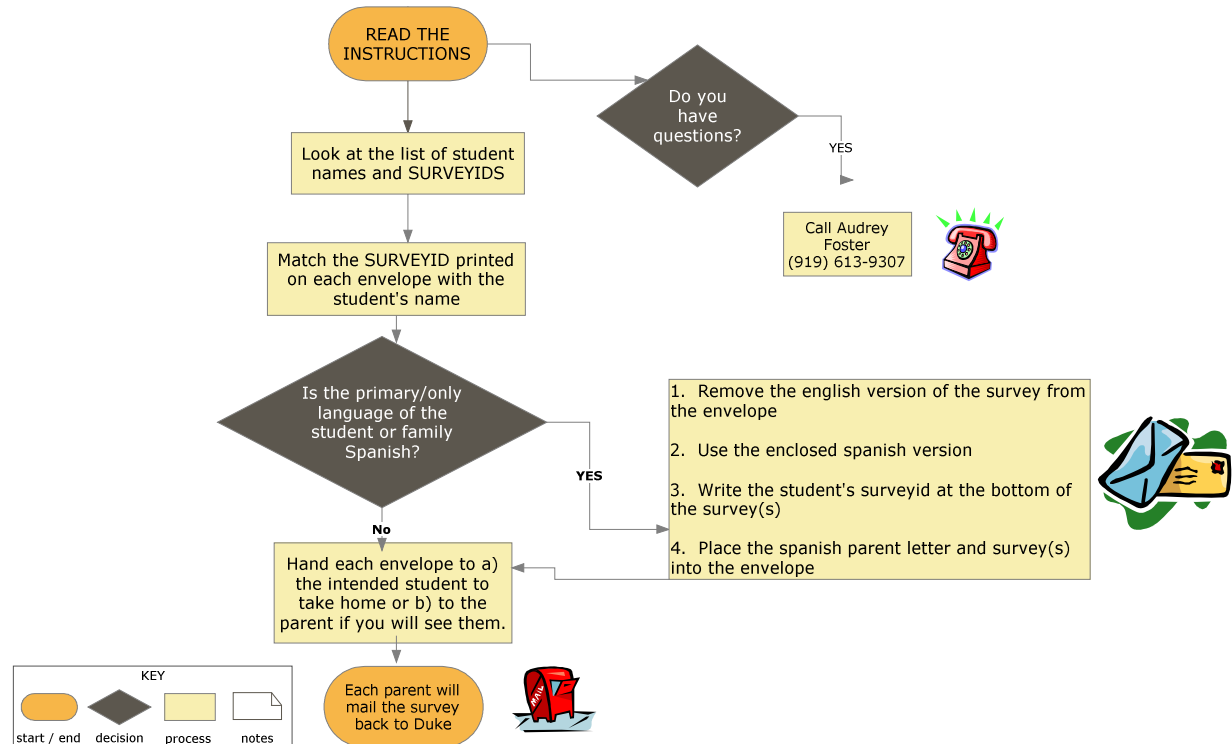 READ THE
INSTRUCTIONS
Do you
have
questions?
YES
Call Audrey
Foster
(919) 613-9307
Look at the list of student
names and SURVEYIDS
Match the SURVEYID printed
on each envelope with the
student's name
Is the primary/only
language of the
student or family
Spanish?
YES
1. Remove the english version of the survey from
the envelope
2. Use the enclosed spanish version
3. Write the student's surveyid at the bottom of
the survey(s)
4. Place the spanish parent letter and survey(s)
into the envelope
No
Hand each envelope to a)
the intended student to
take home or b) to the
parent if you will see them.
Each parent will
mail the survey
back to Duke
MAIL
KEY
start / end
decision
process
notes